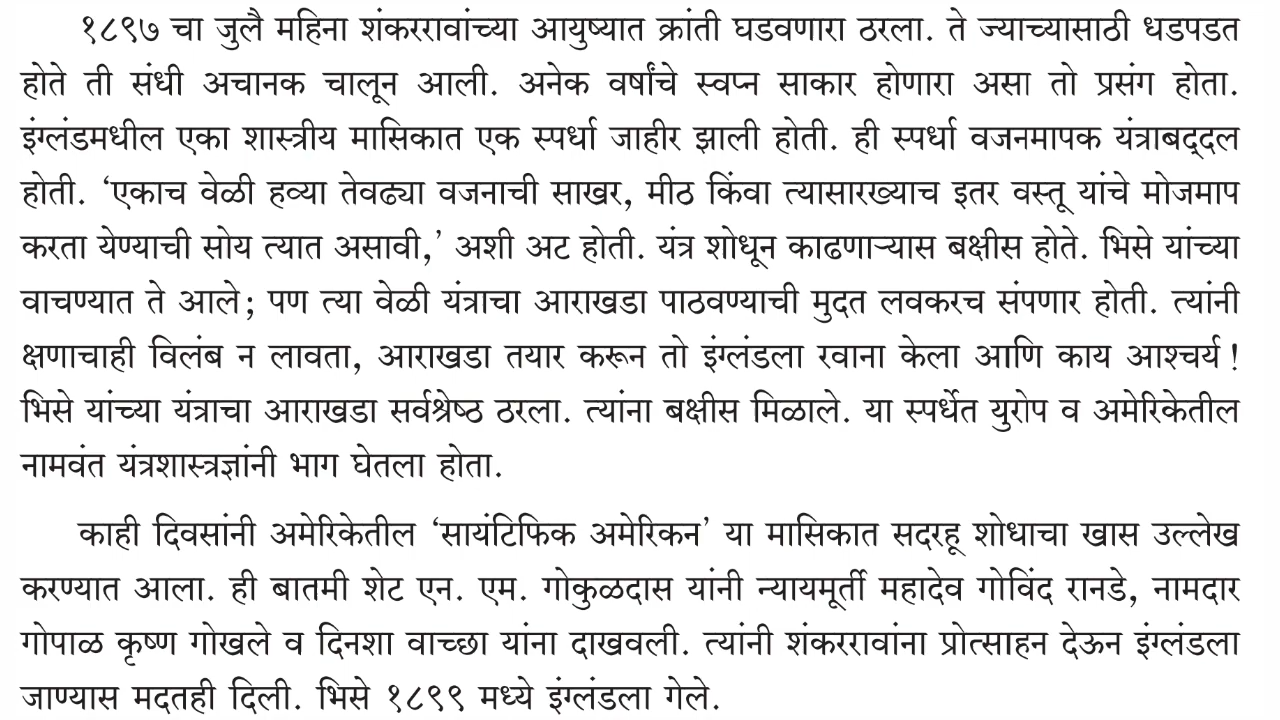 १८९७ चा जुलै महिना शंकररावांच्या आयुष्यात क्रांती घडवणारा ठरला. ते ज्याच्यासाठी धडपडत
होते ती संधी अचानक चालून आली. अनेक वर्षांचे स्वप्न साकार होणारा असा तो प्रसंग होता.
इंग्लंडमधील एका शास्त्रीय मासिकात एक स्पर्धा जाहीर झाली होती. ही स्पर्धा वजनमापक यंत्राबद्दल
होती. ‘एकाच वेळी हव्या तेवढ्या वजनाची साखर, मीठ किंवा त्यासारख्याच इतर वस्तू यांचे मोजमाप
करता येण्याची सोय त्यात असावी,’ अशी अट होती. यंत्र शोधून काढणाऱ्यास बक्षीस होते. भिसे यांच्या
वाचण्यात ते आले; पण त्या वेळी यंत्राचा आराखडा पाठवण्याची मुदत लवकरच संपणार होती. त्यांनी
क्षणाचाही विलंब न लावता, आराखडा तयार करून तो इंग्लंडला रवाना केला आणि काय आश्चर्य!
भिसे यांच्या यंत्राचा आराखडा सर्वश्रेष्ठ ठरला. त्यांना बक्षीस मिळाले. या स्पर्धेत युरोप व अमेरिकेतील
नामवंत यंत्रशास्त्रज्ञांनी भाग घेतला होता.
काही दिवसांनी अमेरिकेतील ‘सायंटिफिक अमेरिकन’ या मासिकात सदरहू शोधाचा खास उल्लेख
करण्यात आला. ही बातमी शेट एन. एम. गोकुळदास यांनी न्यायमूर्ती महादेव गोविंद रानडे, नामदार
गोपाळ कृष्ण गोखले व दिनशा वाच्छा यांना दाखवली. त्यांनी शंकररावांना प्रोत्साहन देऊन इंग्लंडला
जाण्यास मदतही दिली. भिसे १८९९ मध्ये इंग्लंडला गेले.